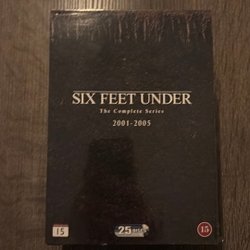 SIX FEET UNDER
The Complete Series
2001-2005
15
25
15